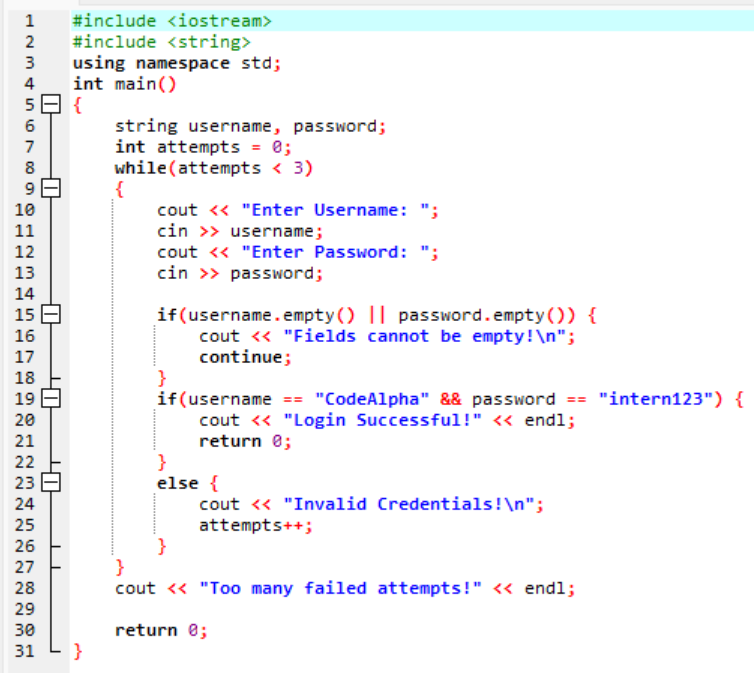 1 #include <iostream>
2 #include <string>
3 using namespace std;
4 int main()
5 {
6     string username, password;
7     int attempts = 0;
8     while(attempts < 3)
9     {
10         cout << "Enter Username: ";
11         cin >> username;
12         cout << "Enter Password: ";
13         cin >> password;
14
15         if(username.empty() || password.empty()) {
16             cout << "Fields cannot be empty!\n";
17             continue;
18         }
19         if(username == "CodeAlpha" && password == "intern123") {
20             cout << "Login Successful!" << endl;
21             return 0;
22         }
23         else {
24             cout << "Invalid Credentials!\n";
25             attempts++;
26         }
27     }
28     cout << "Too many failed attempts!" << endl;
29
30     return 0;
31 }